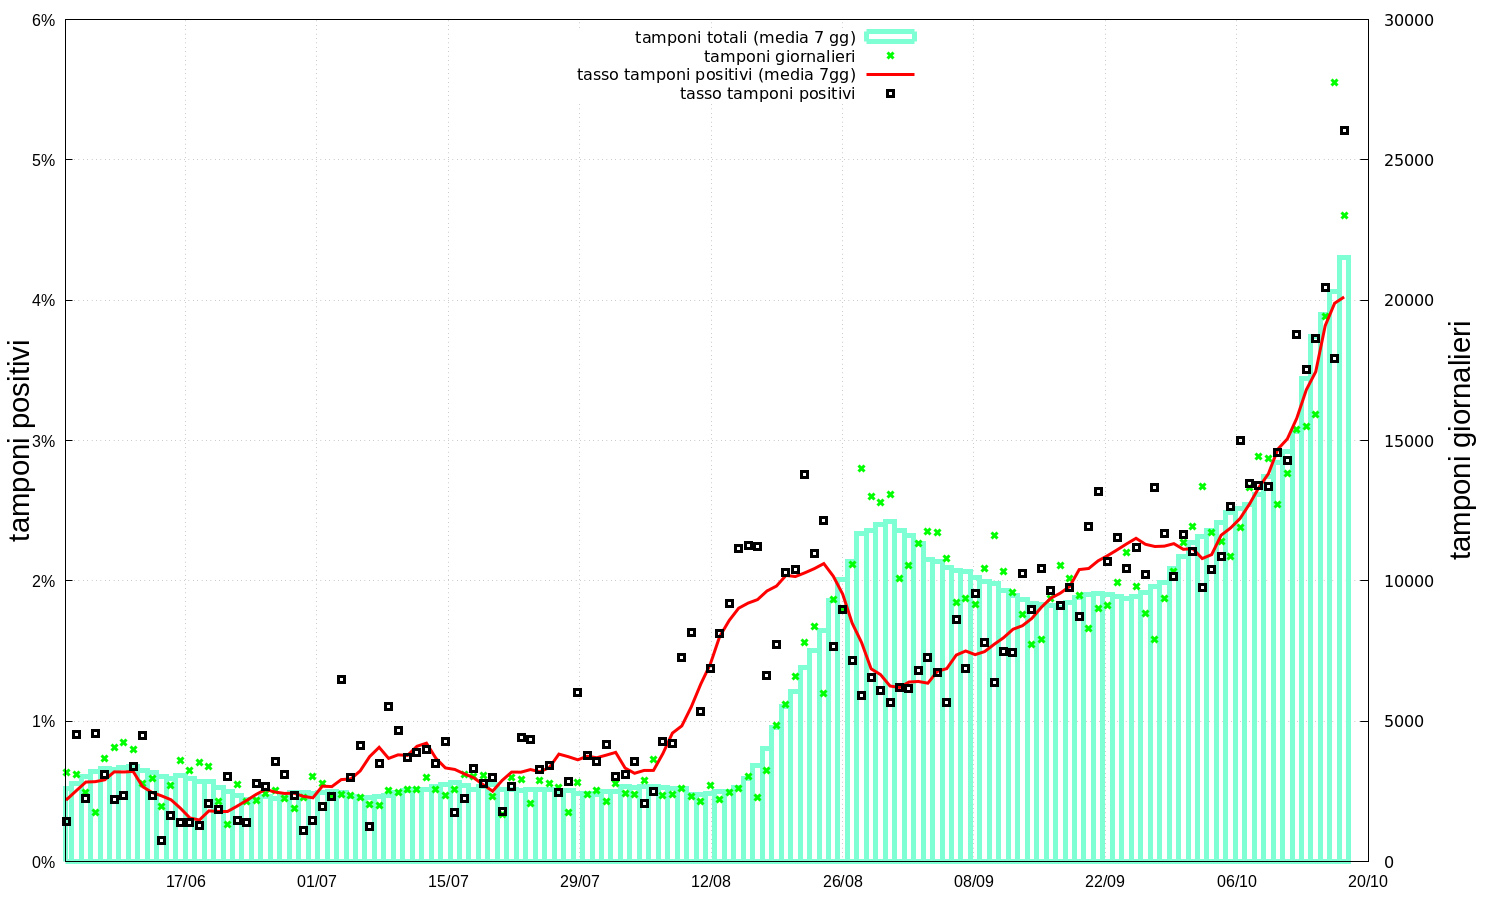 tamponi totali (media 7 gg)
tamponi giornalieri
tasso tamponi positivi (media 7gg)
tasso tamponi positivi
6%
5%
4%
3%
2%
1%
0%
30000
25000
20000
15000
10000
5000
0
tamponi positivi
tamponi giornalieri
17/06 01/07 15/07 29/07 12/08 26/08 08/09 22/09 06/10 20/10